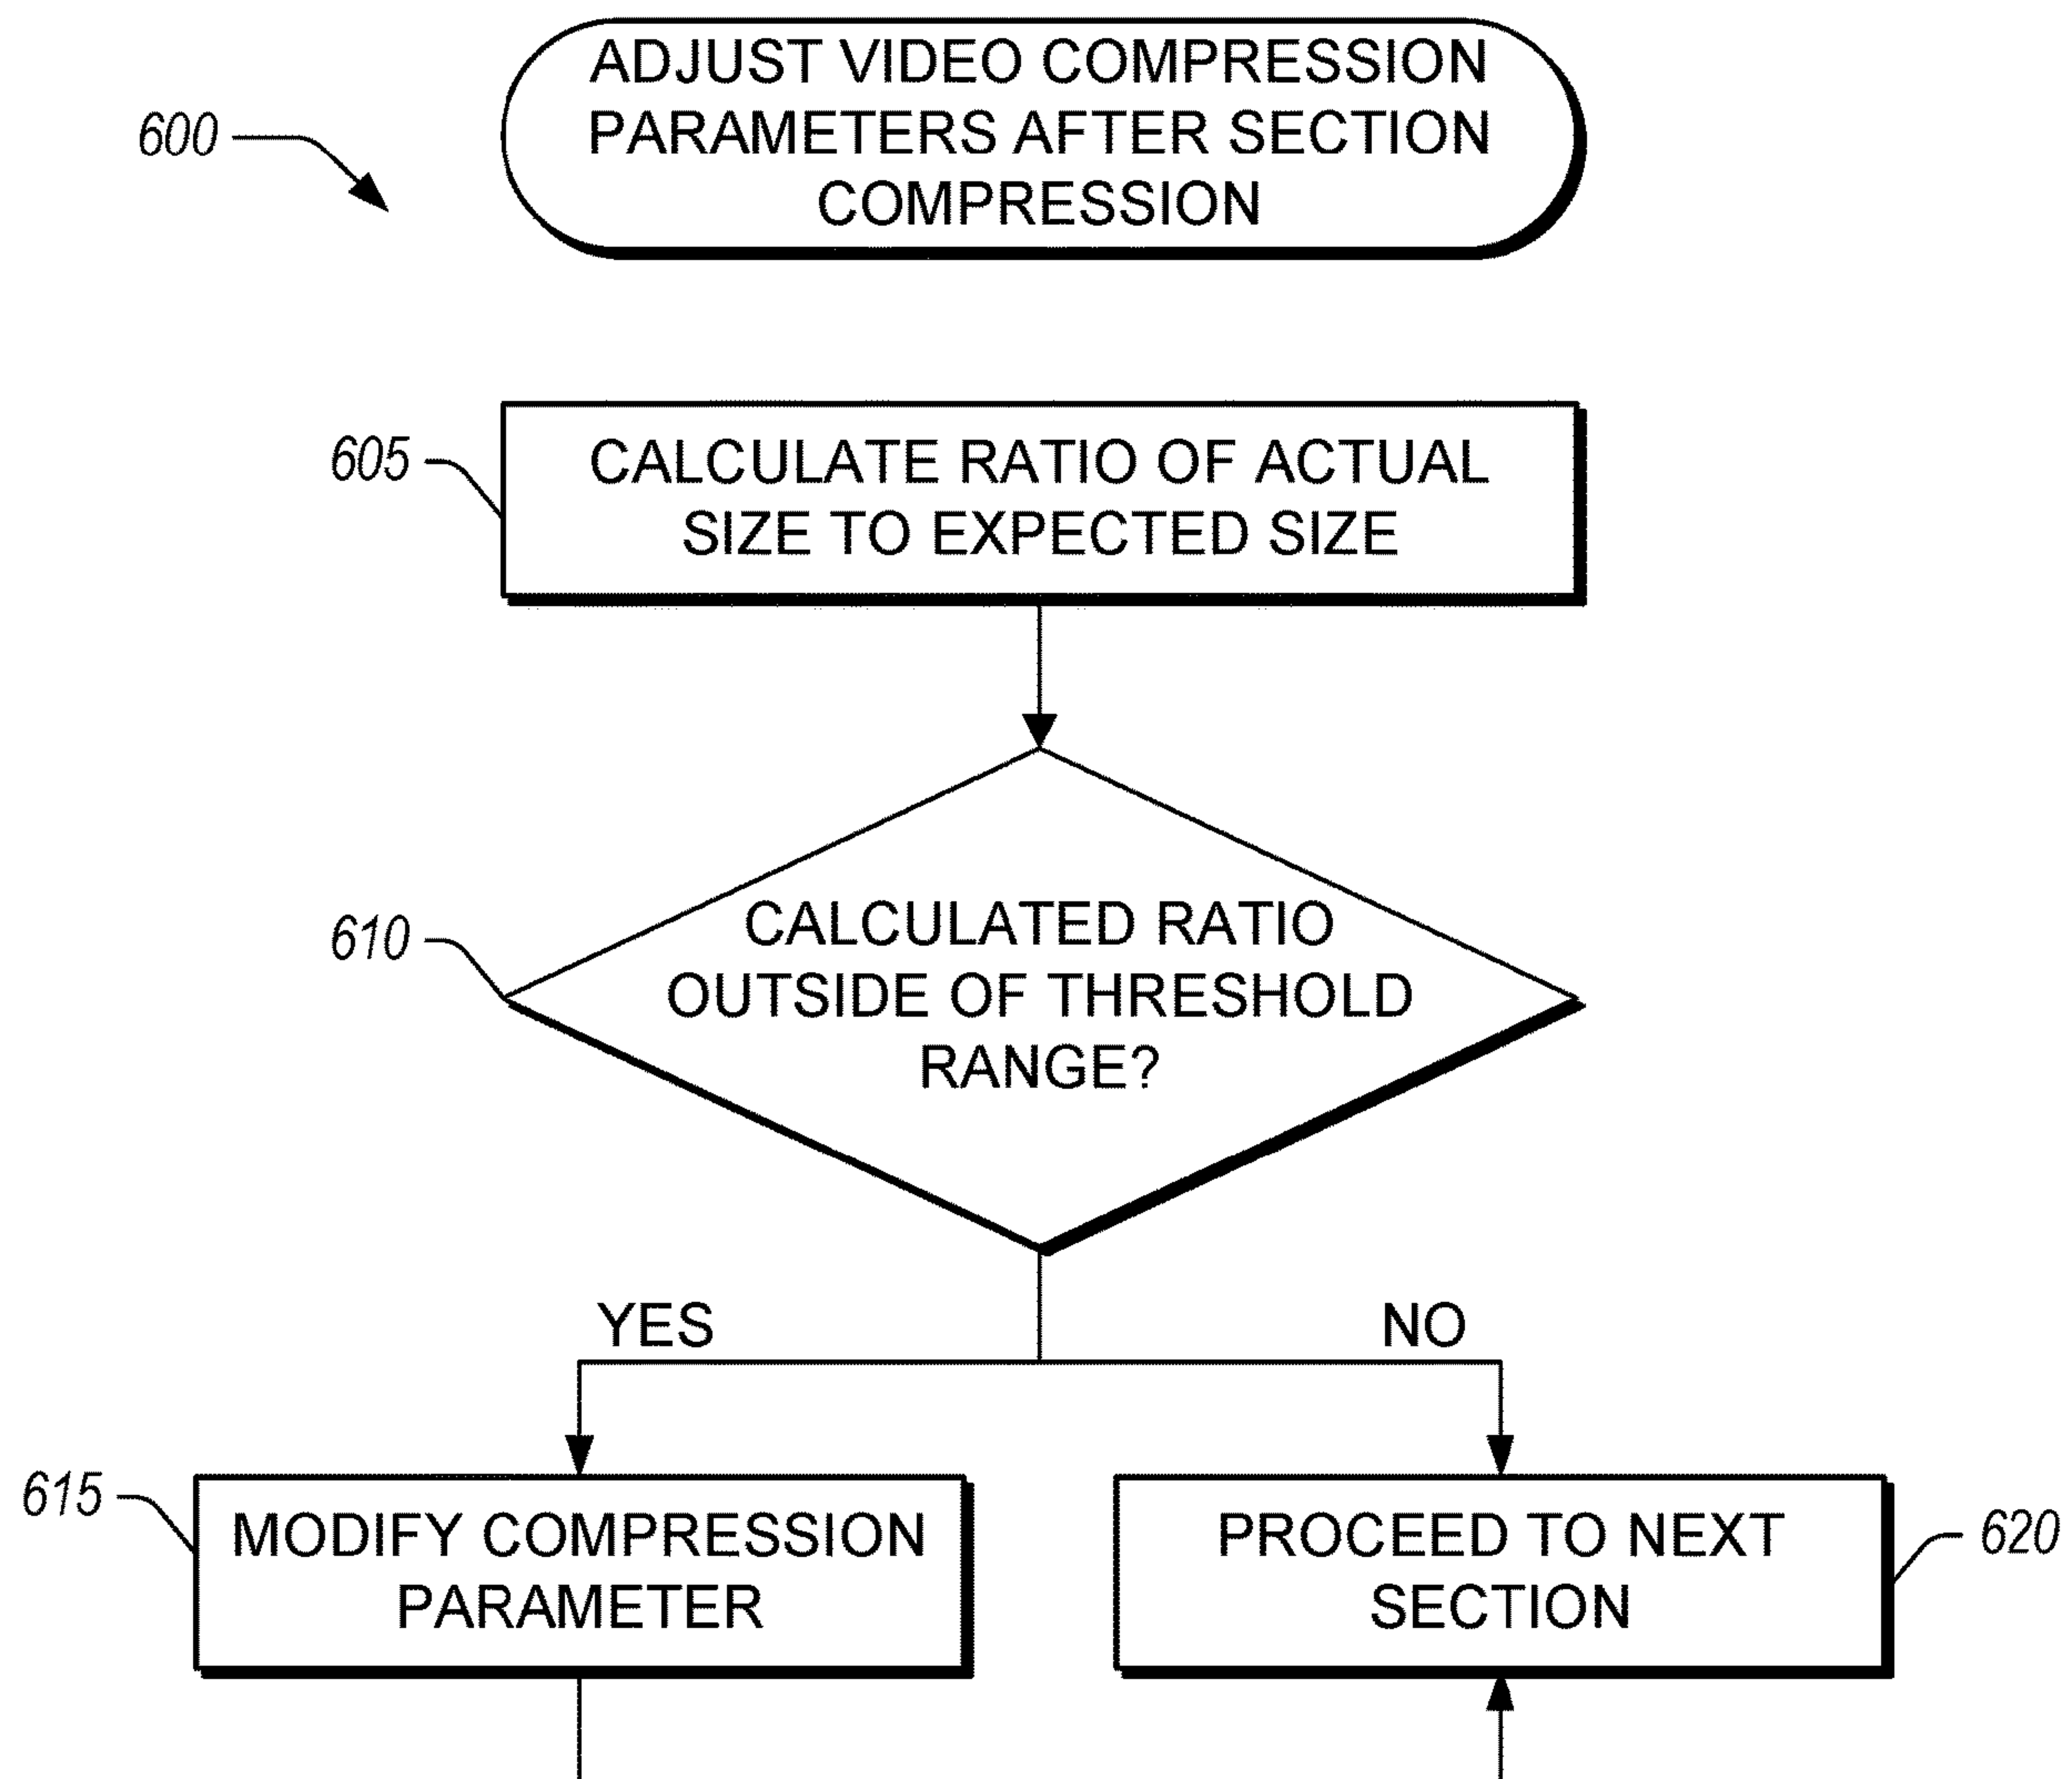 ADJUST VIDEO COMPRESSION
PARAMETERS AFTER SECTION
COMPRESSION
600
605
CALCULATE RATIO OF ACTUAL
SIZE TO EXPECTED SIZE
610
CALCULATED RATIO
OUTSIDE OF THRESHOLD
RANGE?
YES
NO
615
MODIFY COMPRESSION
PARAMETER
PROCEED TO NEXT
SECTION
620